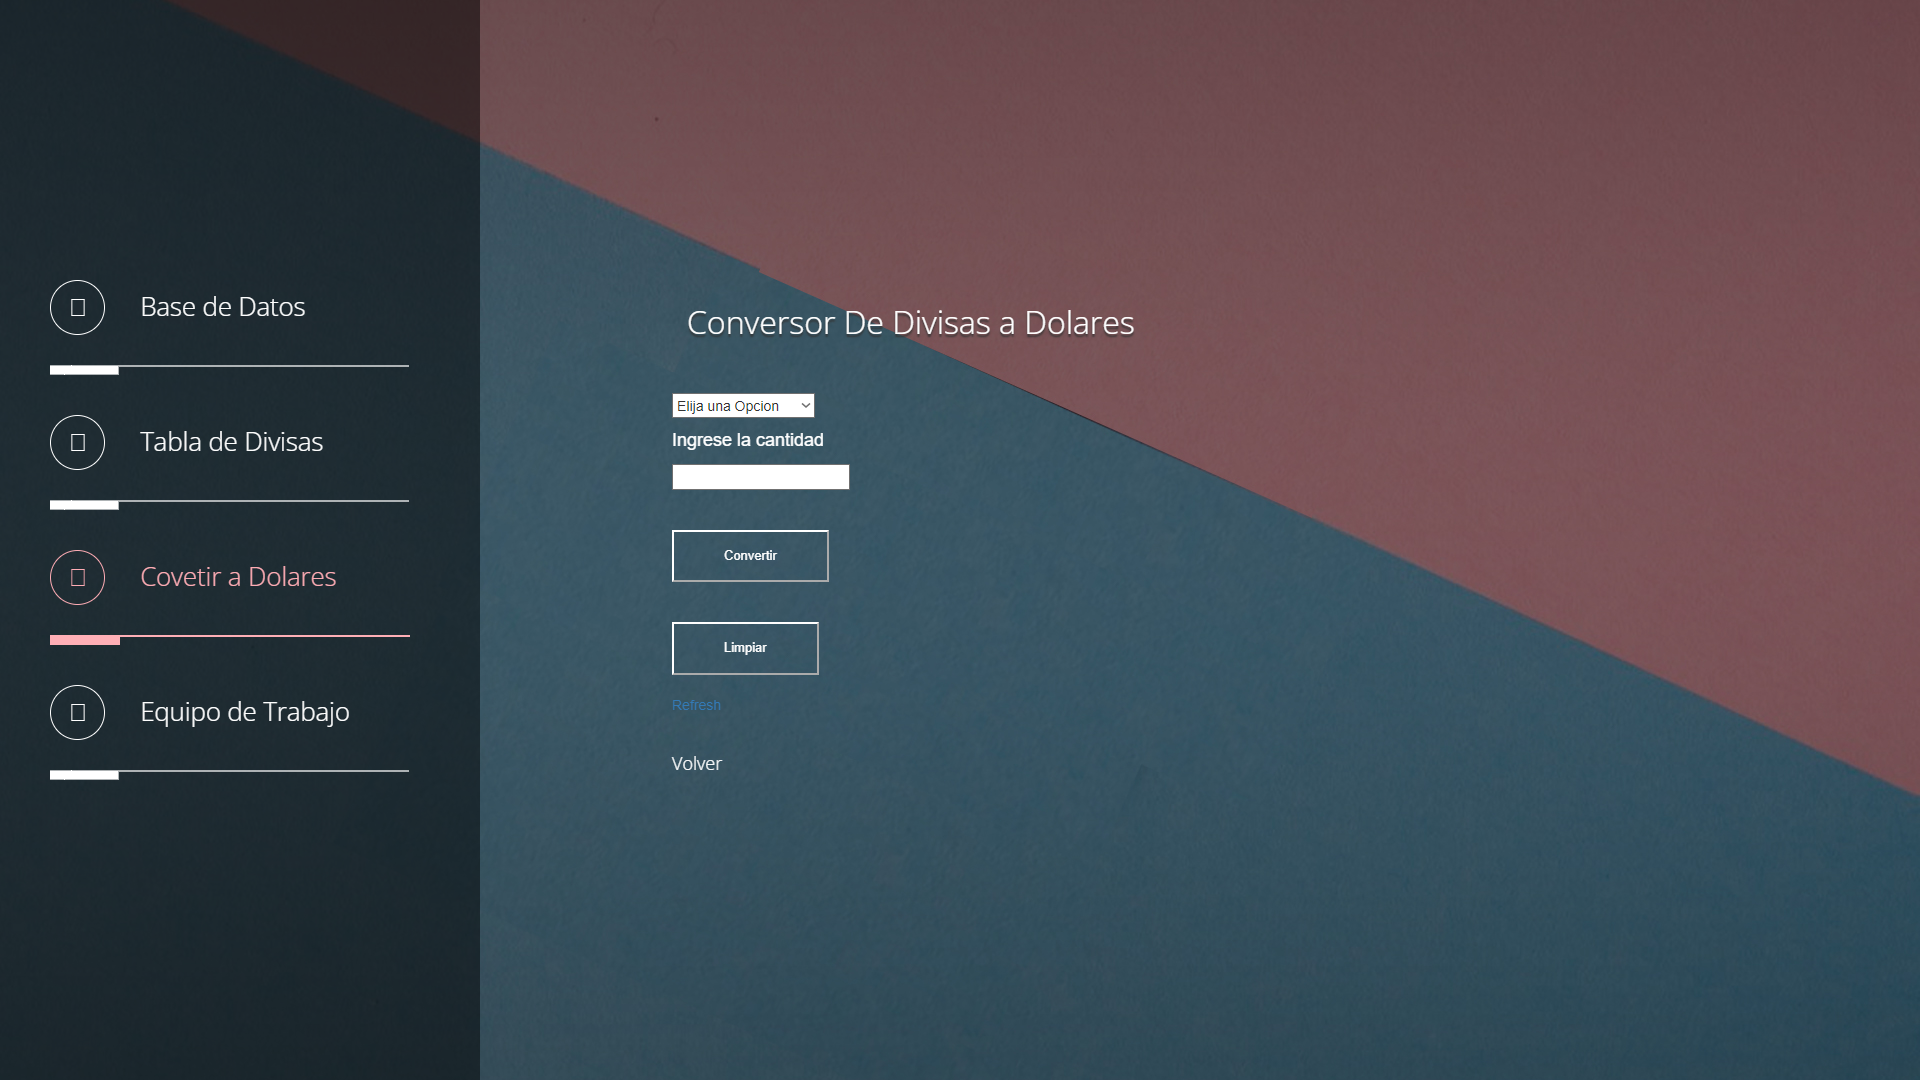 Base de Datos
Tabla de Divisas
Covetir a Dolares
Equipo de Trabajo
Conversor De Divisas a Dolares
Elija una Opcion
Ingrese la cantidad
Convertir
Limpiar
Refresh
Volver